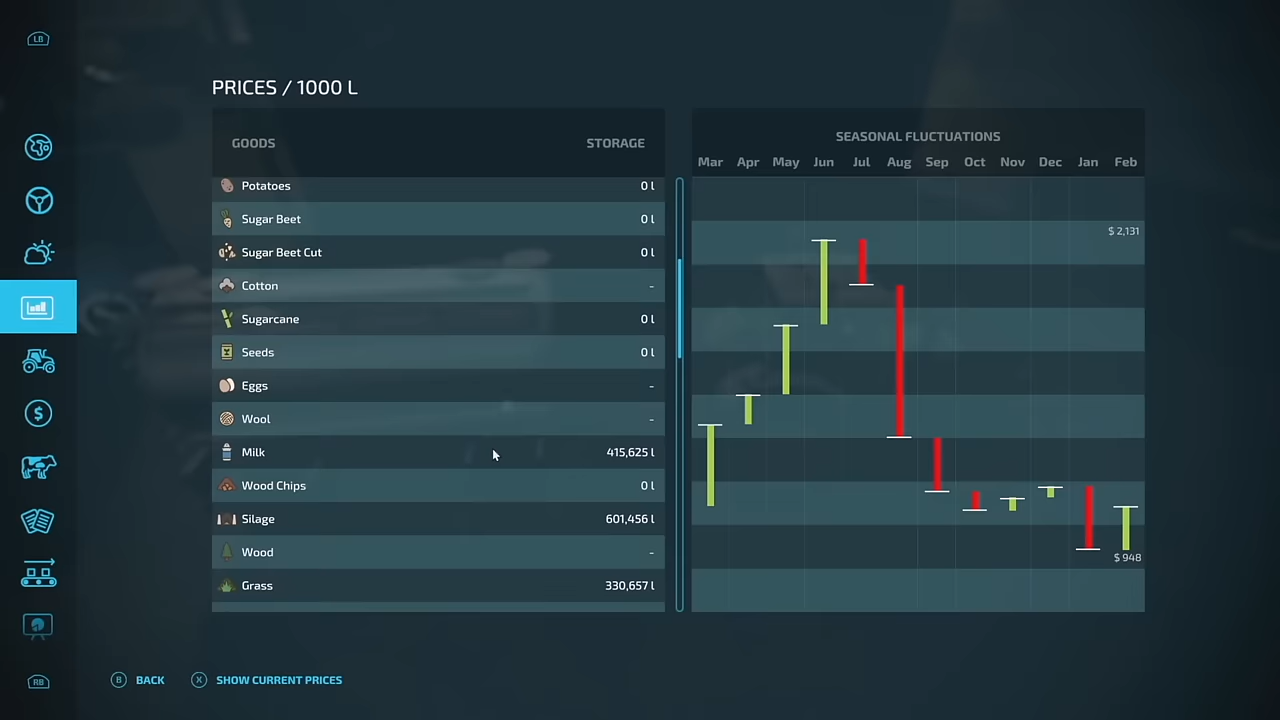 LB
PRICES / 1000 L
GOODS STORAGE
Potatoes 0 l
Sugar Beet 0 l
Sugar Beet Cut 0 l
Cotton -
Sugarcane 0 l
Seeds 0 l
Eggs -
Wool -
Milk 415,625 l
Wood Chips 0 l
Silage 601,456 l
Wood -
Grass 330,657 l
SEASONAL FLUCTUATIONS
Mar Apr May Jun Jul Aug Sep Oct Nov Dec Jan Feb
$ 2,131
$ 948
RB
B BACK X SHOW CURRENT PRICES